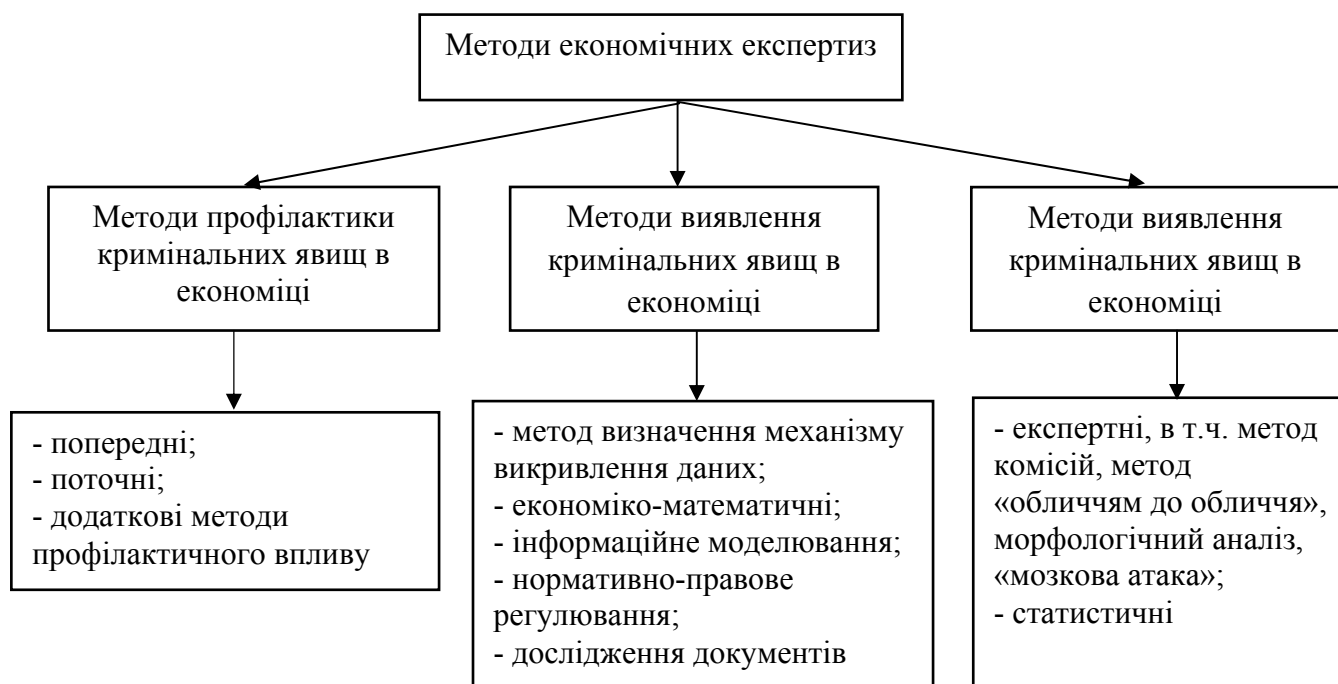 Методи економічних експертиз
Методи профілактики
кримінальних явищ в
економіці
Методи виявлення
кримінальних явищ в
економіці
Методи виявлення
кримінальних явищ в
економіці
- попередні;
- поточні;
- додаткові методи
профілактичного впливу
- метод визначення механізму
викривлення даних;
- економіко-математичні;
- інформаційне моделювання;
- нормативно-правове
регулювання;
- дослідження документів
- експертні, в т.ч. метод
комісій, метод
«обличчям до обличчя»,
морфологічний аналіз,
«мозкова атака»;
- статистичні